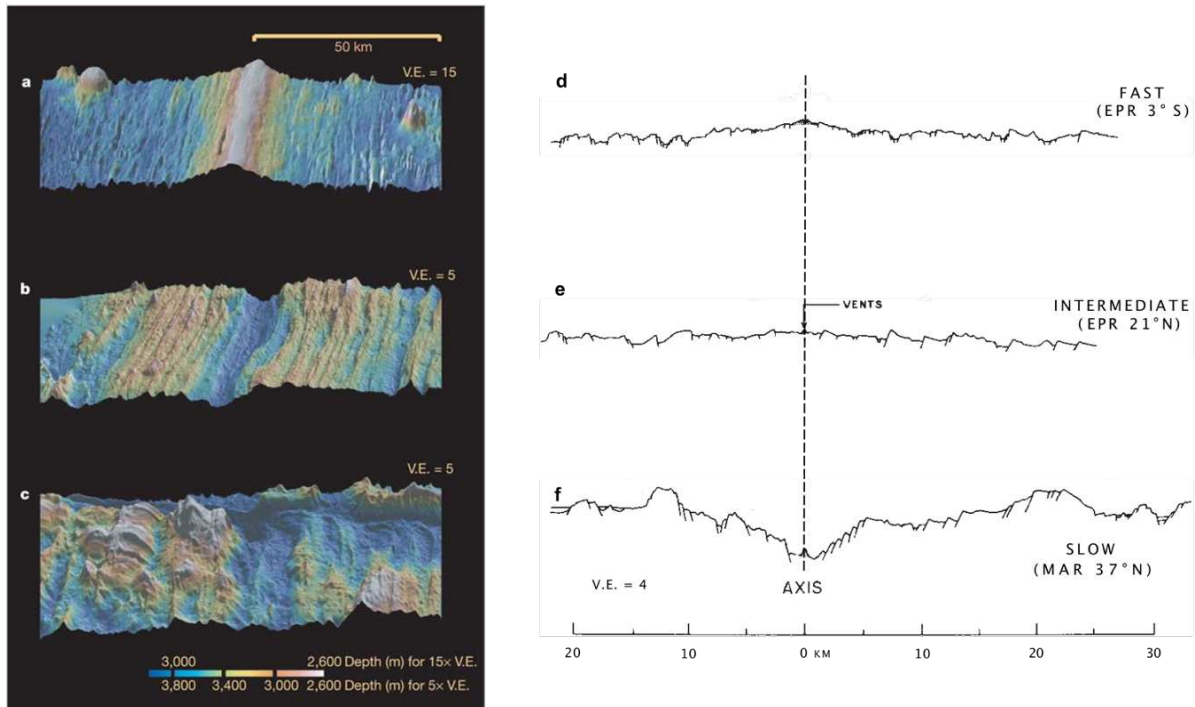 50 km
a
V.E. = 15
b
V.E. = 5
c
V.E. = 5
3,000 2,600 Depth (m) for 15× V.E.
3,800 3,400 3,000 2,600 Depth (m) for 5× V.E.
d
FAST
(EPR 3° S)
e
VENTS
INTERMEDIATE
(EPR 21°N)
f
SLOW
(MAR 37°N)
V.E. = 4
AXIS
20 10 0 KM 10 20 30